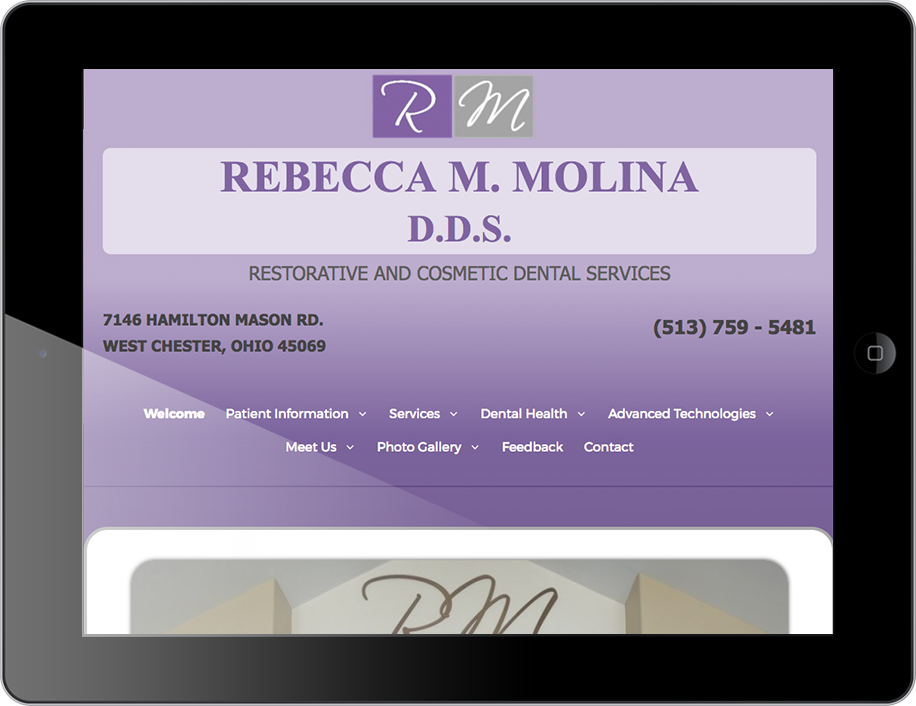 R M
REBECCA M. MOLINA
D.D.S.
RESTORATIVE AND COSMETIC DENTAL SERVICES
7146 HAMILTON MASON RD.
WEST CHESTER, OHIO 45069
(513) 759 - 5481
Welcome Patient Information Services Dental Health Advanced Technologies
Meet Us Photo Gallery Feedback Contact
RM